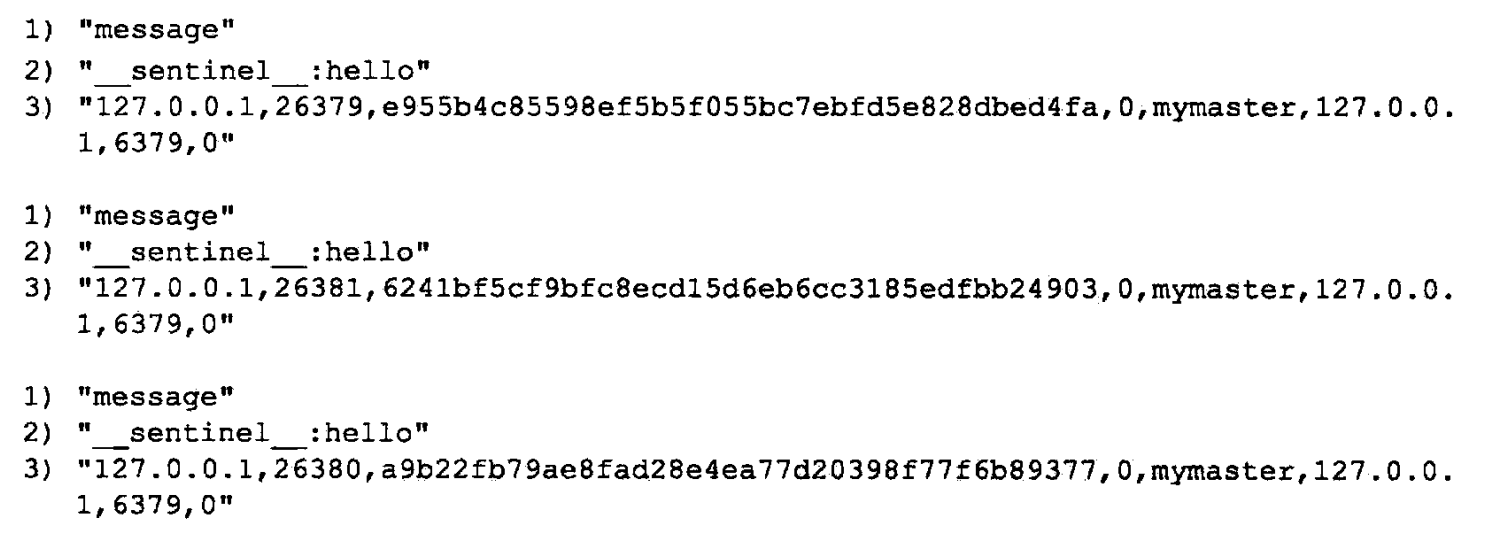 1) "message"
2) "__sentinel__:hello"
3) "127.0.0.1,26379,e955b4c85598ef5b5f055bc7ebfd5e828dbed4fa,0,mymaster,127.0.0.
1,6379,0"
1) "message"
2) "__sentinel__:hello"
3) "127.0.0.1,26381,6241bf5cf9bfc8ecd15d6eb6cc3185edfbb24903,0,mymaster,127.0.0.
1,6379,0"
1) "message"
2) "__sentinel__:hello"
3) "127.0.0.1,26380,a9b22fb79ae8fad28e4ea77d20398f77f6b89377,0,mymaster,127.0.0.
1,6379,0"